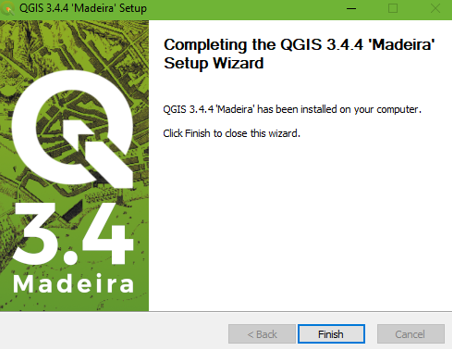 QGIS 3.4.4 'Madeira' Setup
Completing the QGIS 3.4.4 'Madeira'
Setup Wizard
QGIS 3.4.4 'Madeira' has been installed on your computer.
Click Finish to close this wizard.
3.4
Madeira
< Back
Finish
Cancel